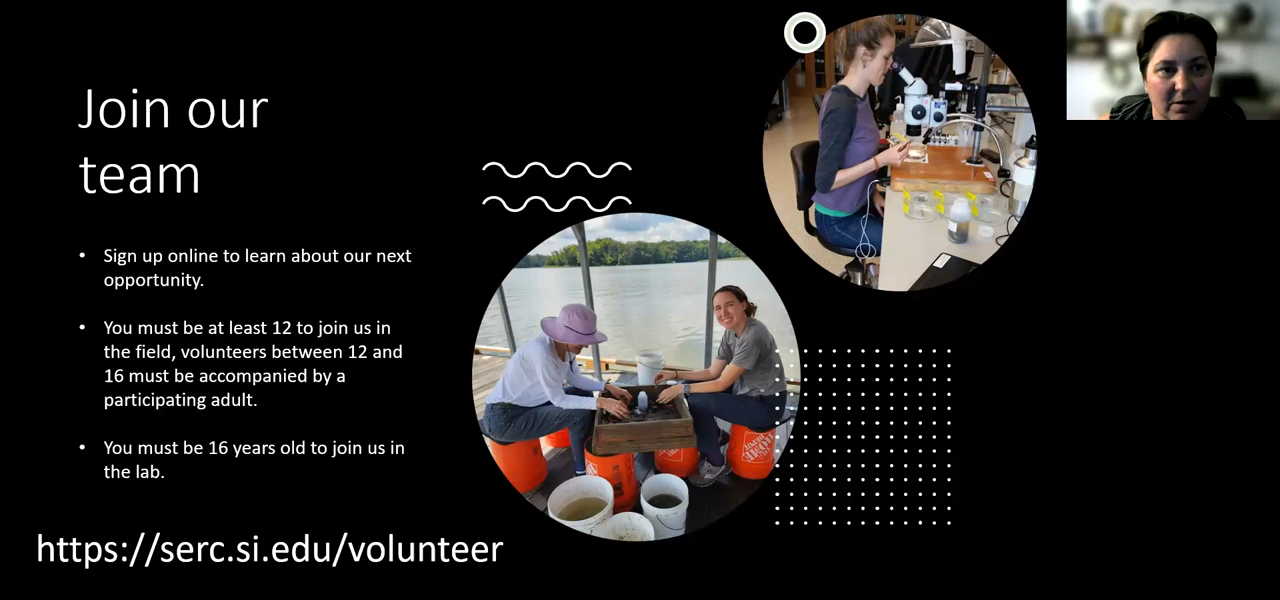 Join our
team
• Sign up online to learn about our next
opportunity.
• You must be at least 12 to join us in
the field, volunteers between 12 and
16 must be accompanied by a
participating adult.
• You must be 16 years old to join us in
the lab.
https://serc.si.edu/volunteer